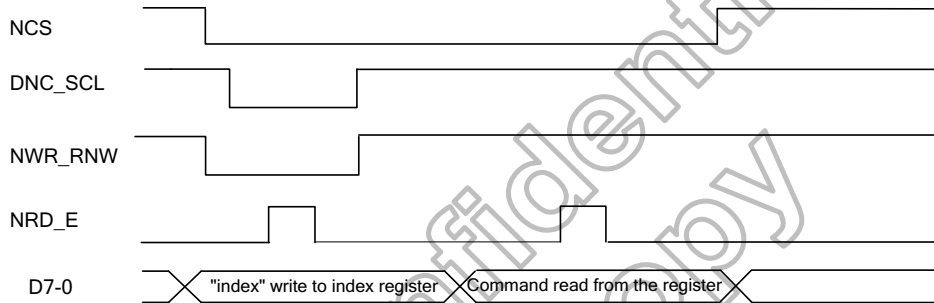 NCS
DNC_SCL
NWR_RNW
NRD_E
D7-0
"index" write to index register
Command read from the register